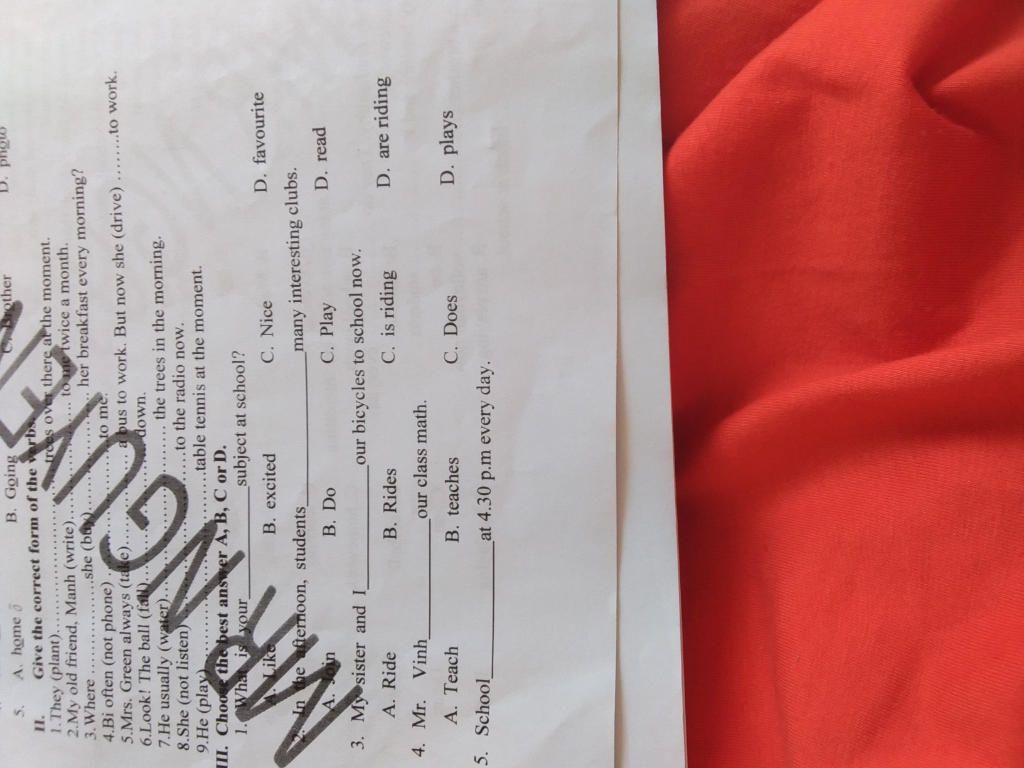 5. A. home ō B. Going C. Brother D. photo
II. Give the correct form of the verbs.
1.They (plant)..............................trees over there at the moment.
2.My old friend, Manh (write)......................... to me twice a month.
3.Where ..................she (buy)................... her breakfast every morning?
4.Bi often (not phone) ............................. to me.
5.Mrs. Green always (take)...................a bus to work. But now she (drive) .........to work.
6.Look! The ball (fall)..........................down.
7.He usually (water)............................... the trees in the morning.
8.She (not listen) ...............................to the radio now.
9.He (play)....................................table tennis at the moment.
III. Choose the best answer A, B, C or D.
1. What is your__________subject at school?
A. Like B. excited C. Nice D. favourite
2. In the afternoon, students______________many interesting clubs.
A. Join B. Do C. Play D. read
3. My sister and I___________our bicycles to school now.
A. Ride B. Rides C. is riding D. are riding
4. Mr. Vinh___________our class math.
A. Teach B. teaches C. Does D. plays
5. School____________at 4.30 p.m every day.